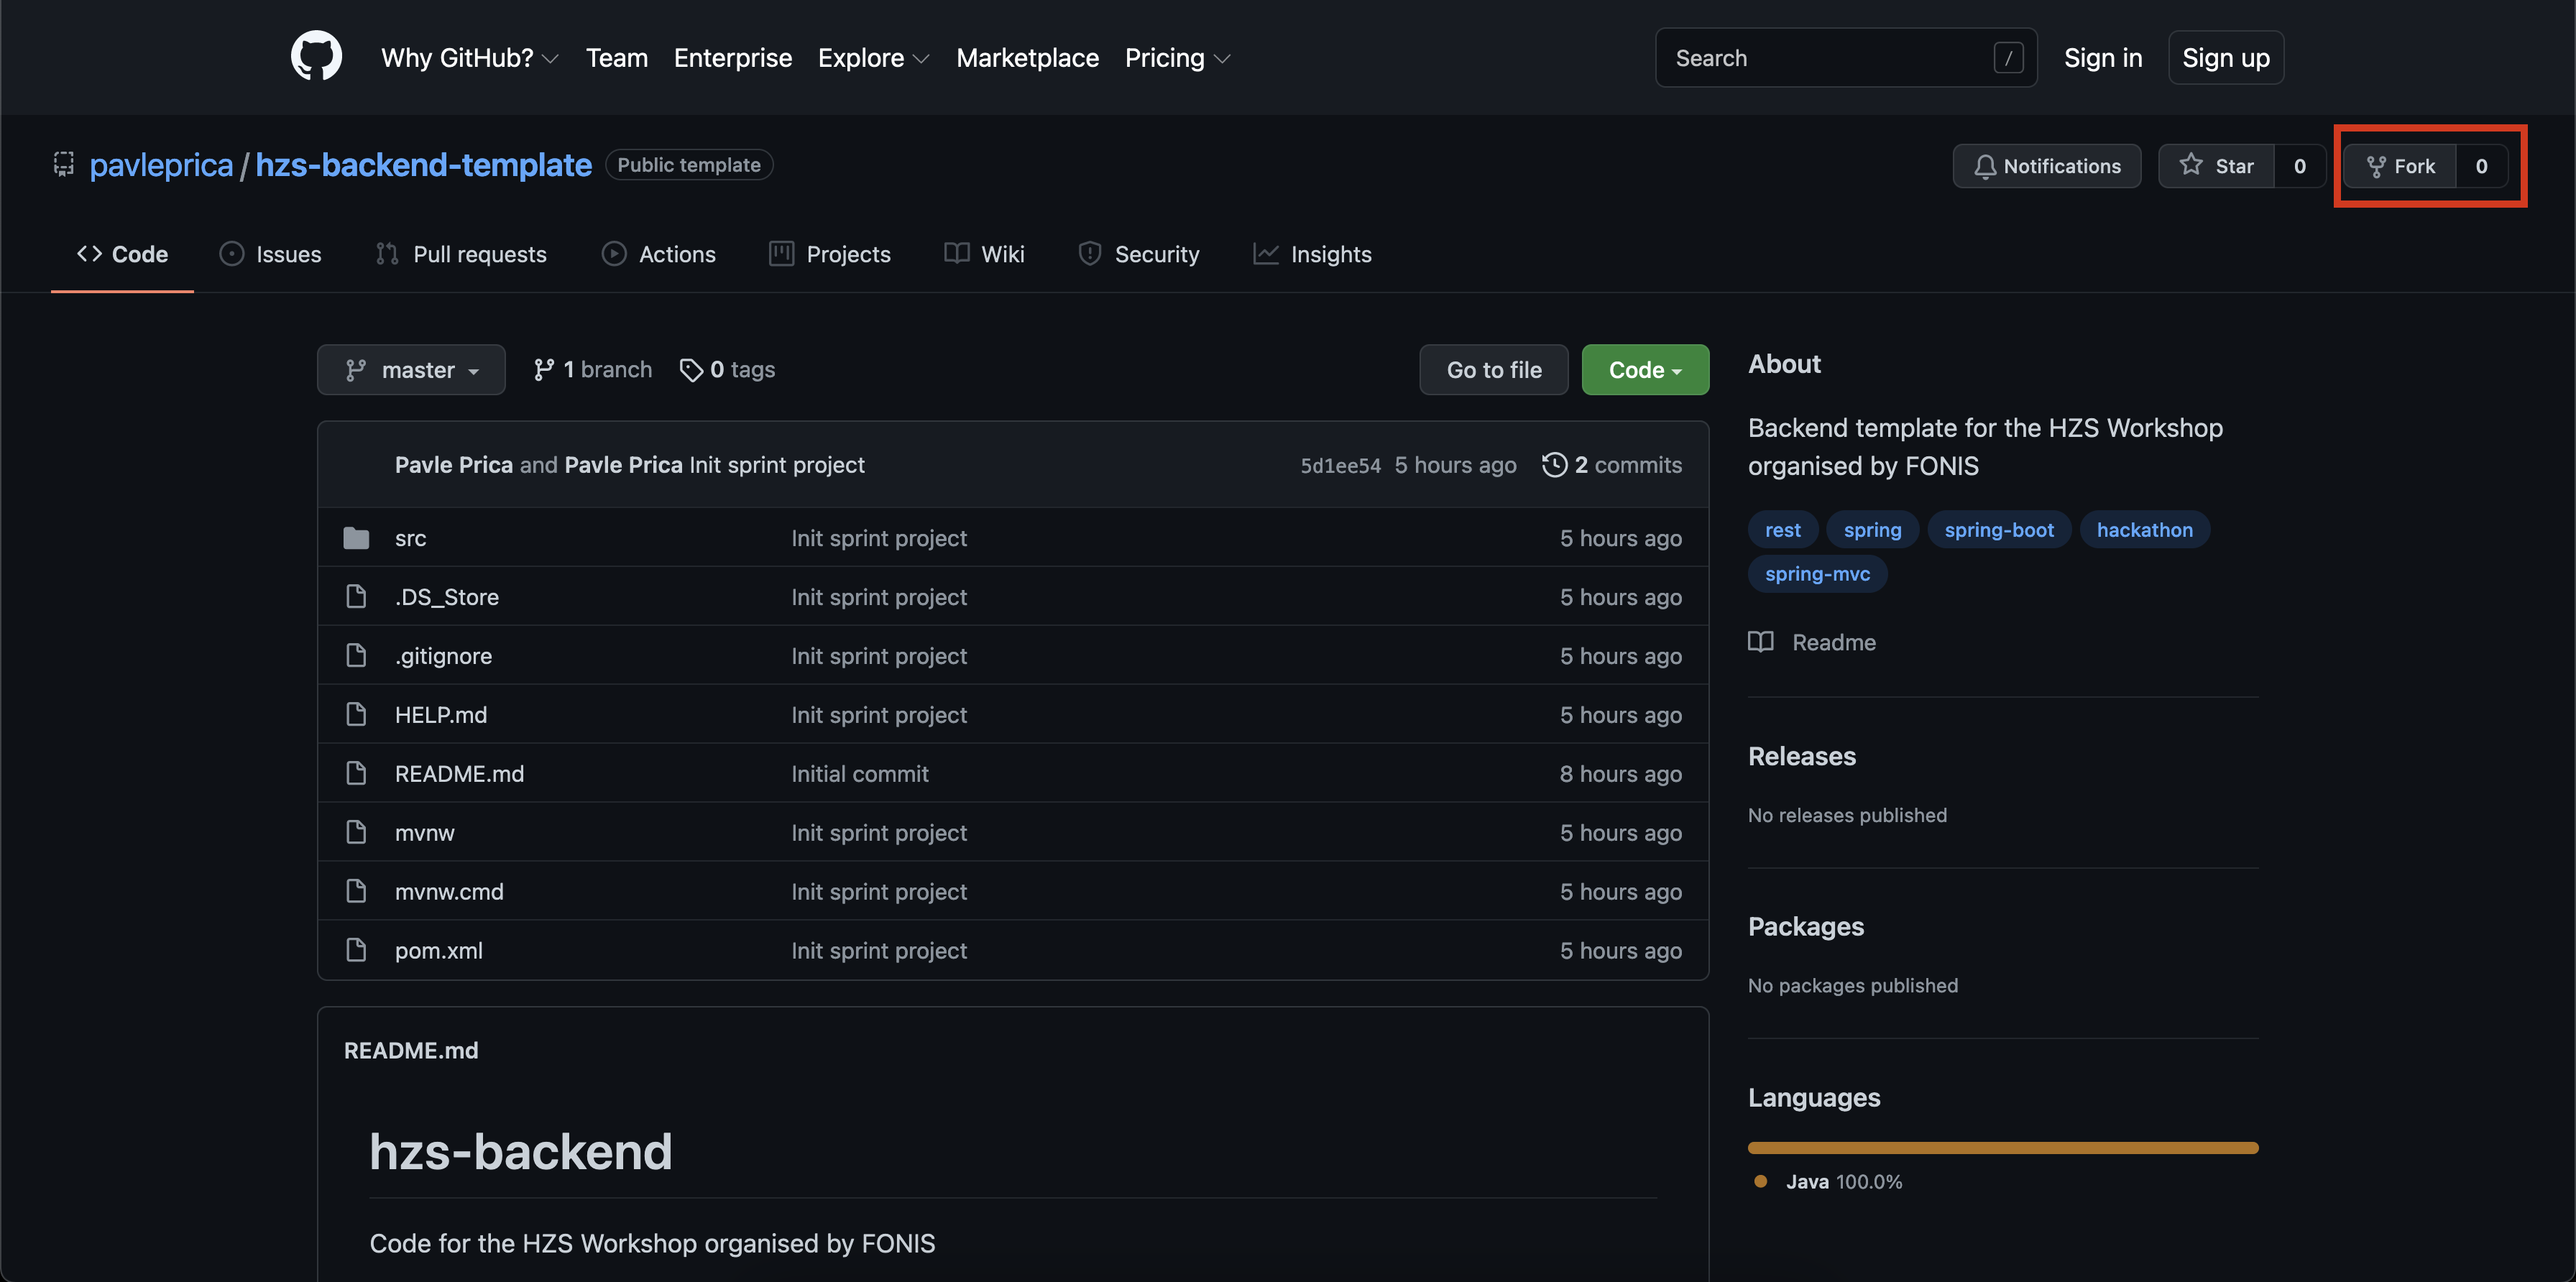 Why GitHub? Team Enterprise Explore Marketplace Pricing Search / Sign in Sign up
pavleprica / hzs-backend-template Public template Notifications Star 0 Fork 0
Code Issues Pull requests Actions Projects Wiki Security Insights
master 1 branch 0 tags Go to file Code
Pavle Prica and Pavle Prica Init sprint project 5d1ee54 5 hours ago 2 commits
src Init sprint project 5 hours ago
.DS_Store Init sprint project 5 hours ago
.gitignore Init sprint project 5 hours ago
HELP.md Init sprint project 5 hours ago
README.md Initial commit 8 hours ago
mvnw Init sprint project 5 hours ago
mvnw.cmd Init sprint project 5 hours ago
pom.xml Init sprint project 5 hours ago
README.md
hzs-backend
Code for the HZS Workshop organised by FONIS
About
Backend template for the HZS Workshop
organised by FONIS
rest spring spring-boot hackathon
spring-mvc
Readme
Releases
No releases published
Packages
No packages published
Languages
Java 100.0%